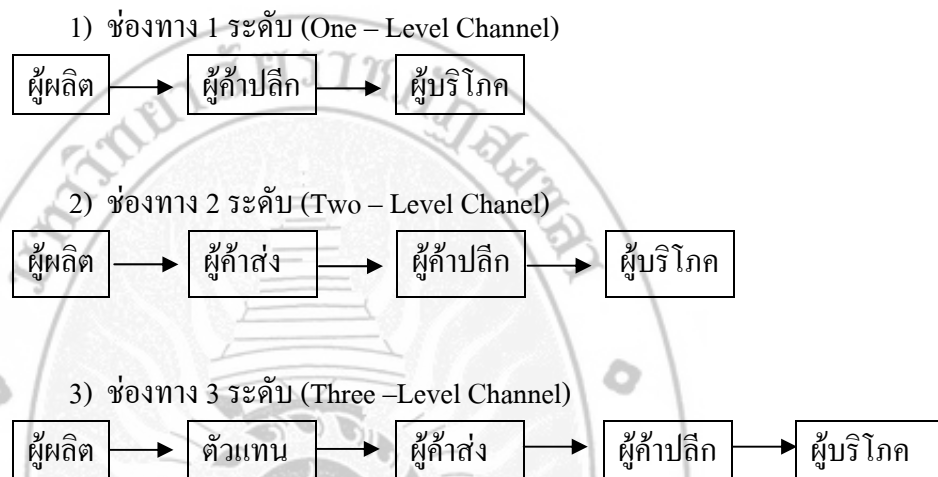 1) ช่องทาง 1 ระดับ (One – Level Channel)
ผู้ผลิต ผู้ค้าปลีก ผู้บริโภค
2) ช่องทาง 2 ระดับ (Two – Level Chanel)
ผู้ผลิต ผู้ค้าส่ง ผู้ค้าปลีก ผู้บริโภค
3) ช่องทาง 3 ระดับ (Three –Level Channel)
ผู้ผลิต ตัวแทน ผู้ค้าส่ง ผู้ค้าปลีก ผู้บริโภค